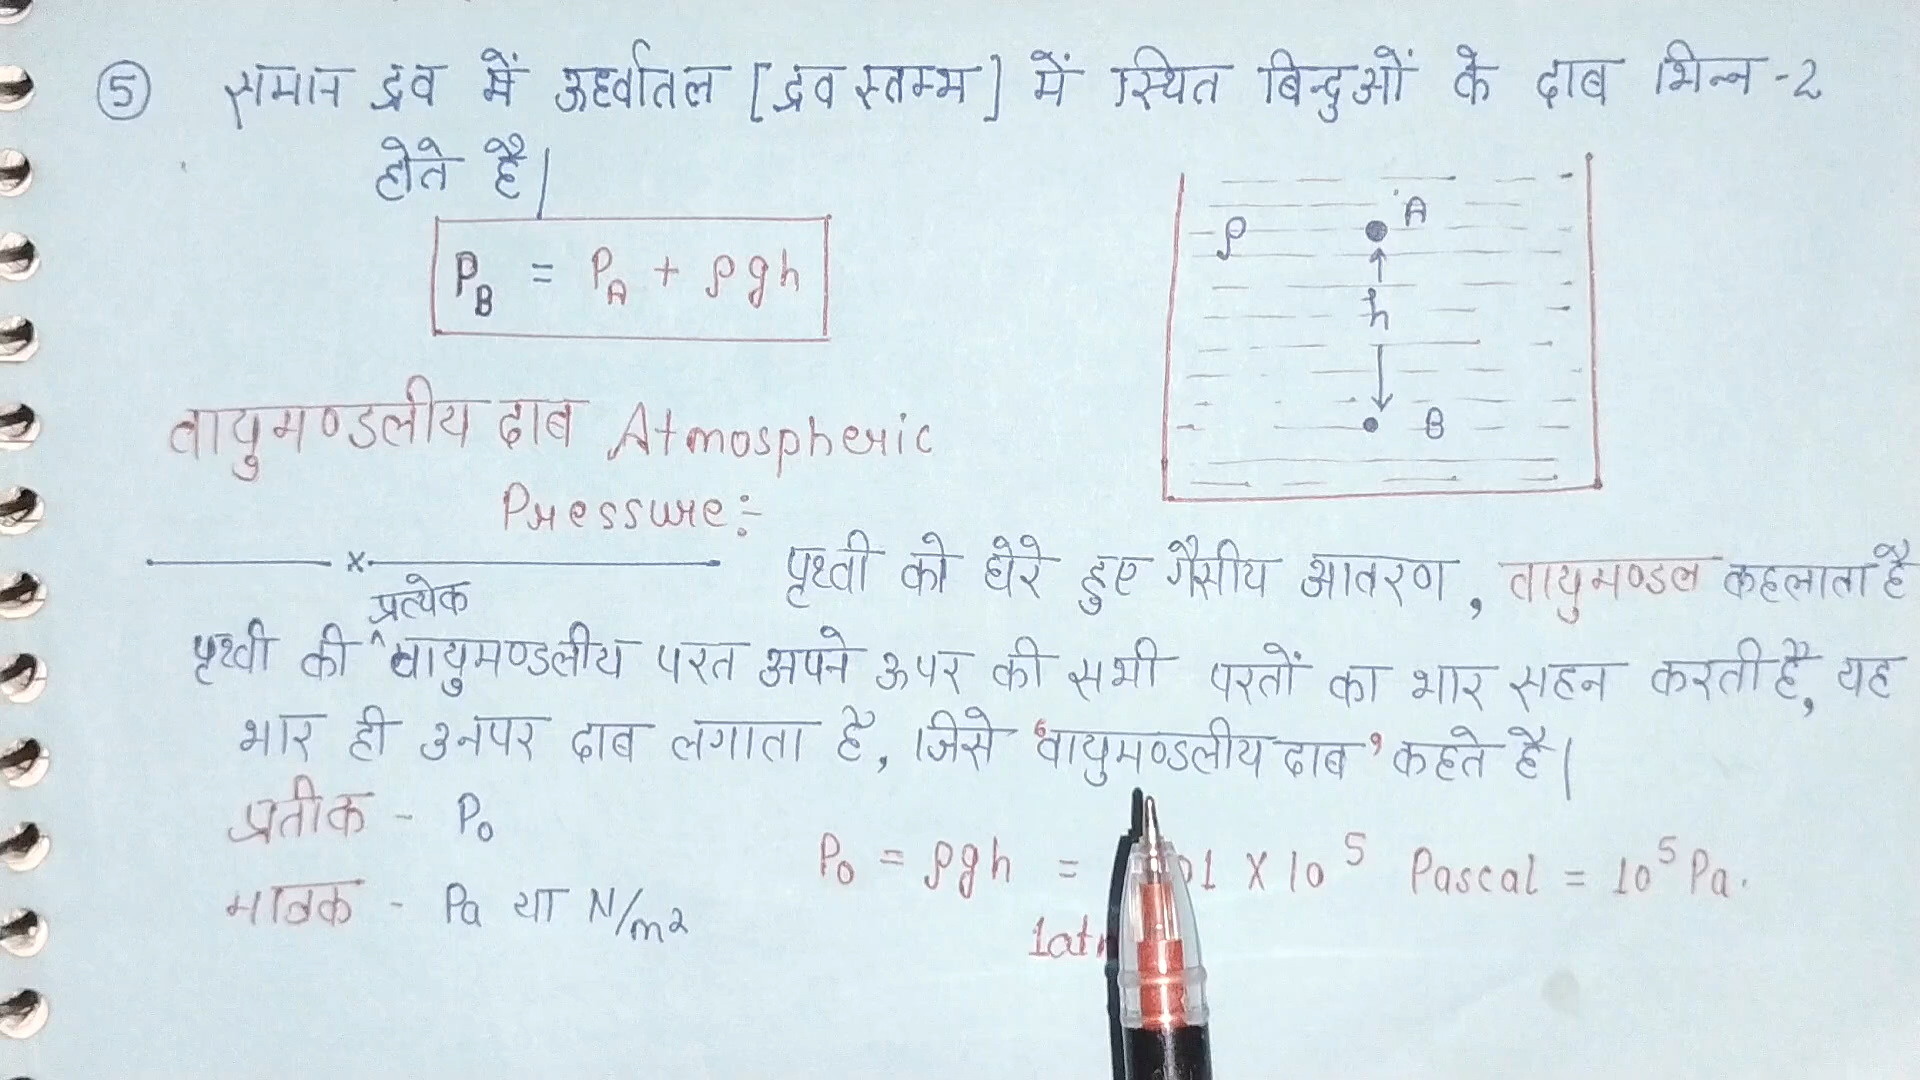 ⑤ समान द्रव में ऊर्ध्वातल [द्रव स्तम्भ] में स्थित बिन्दुओं के दाब भिन्न-2
होते है।
P_B = P_A + ρgh
ρ
A
h
B
वायुमण्डलीय दाब Atmospheric
Pressure:-
पृथ्वी को घेरे हुए गैसीय आवरण, वायुमण्डल कहलाता है
प्रत्येक
पृथ्वी की ^ वायुमण्डलीय परत अपने ऊपर की सभी परतों का भार सहन करती है, यह
भार ही उनपर दाब लगाता है, जिसे 'वायुमण्डलीय दाब' कहते है।
प्रतीक - P₀
P₀ = ρgh = 01 X 10⁵ Pascal = 10⁵ Pa.
मात्रक - Pa या N/m²